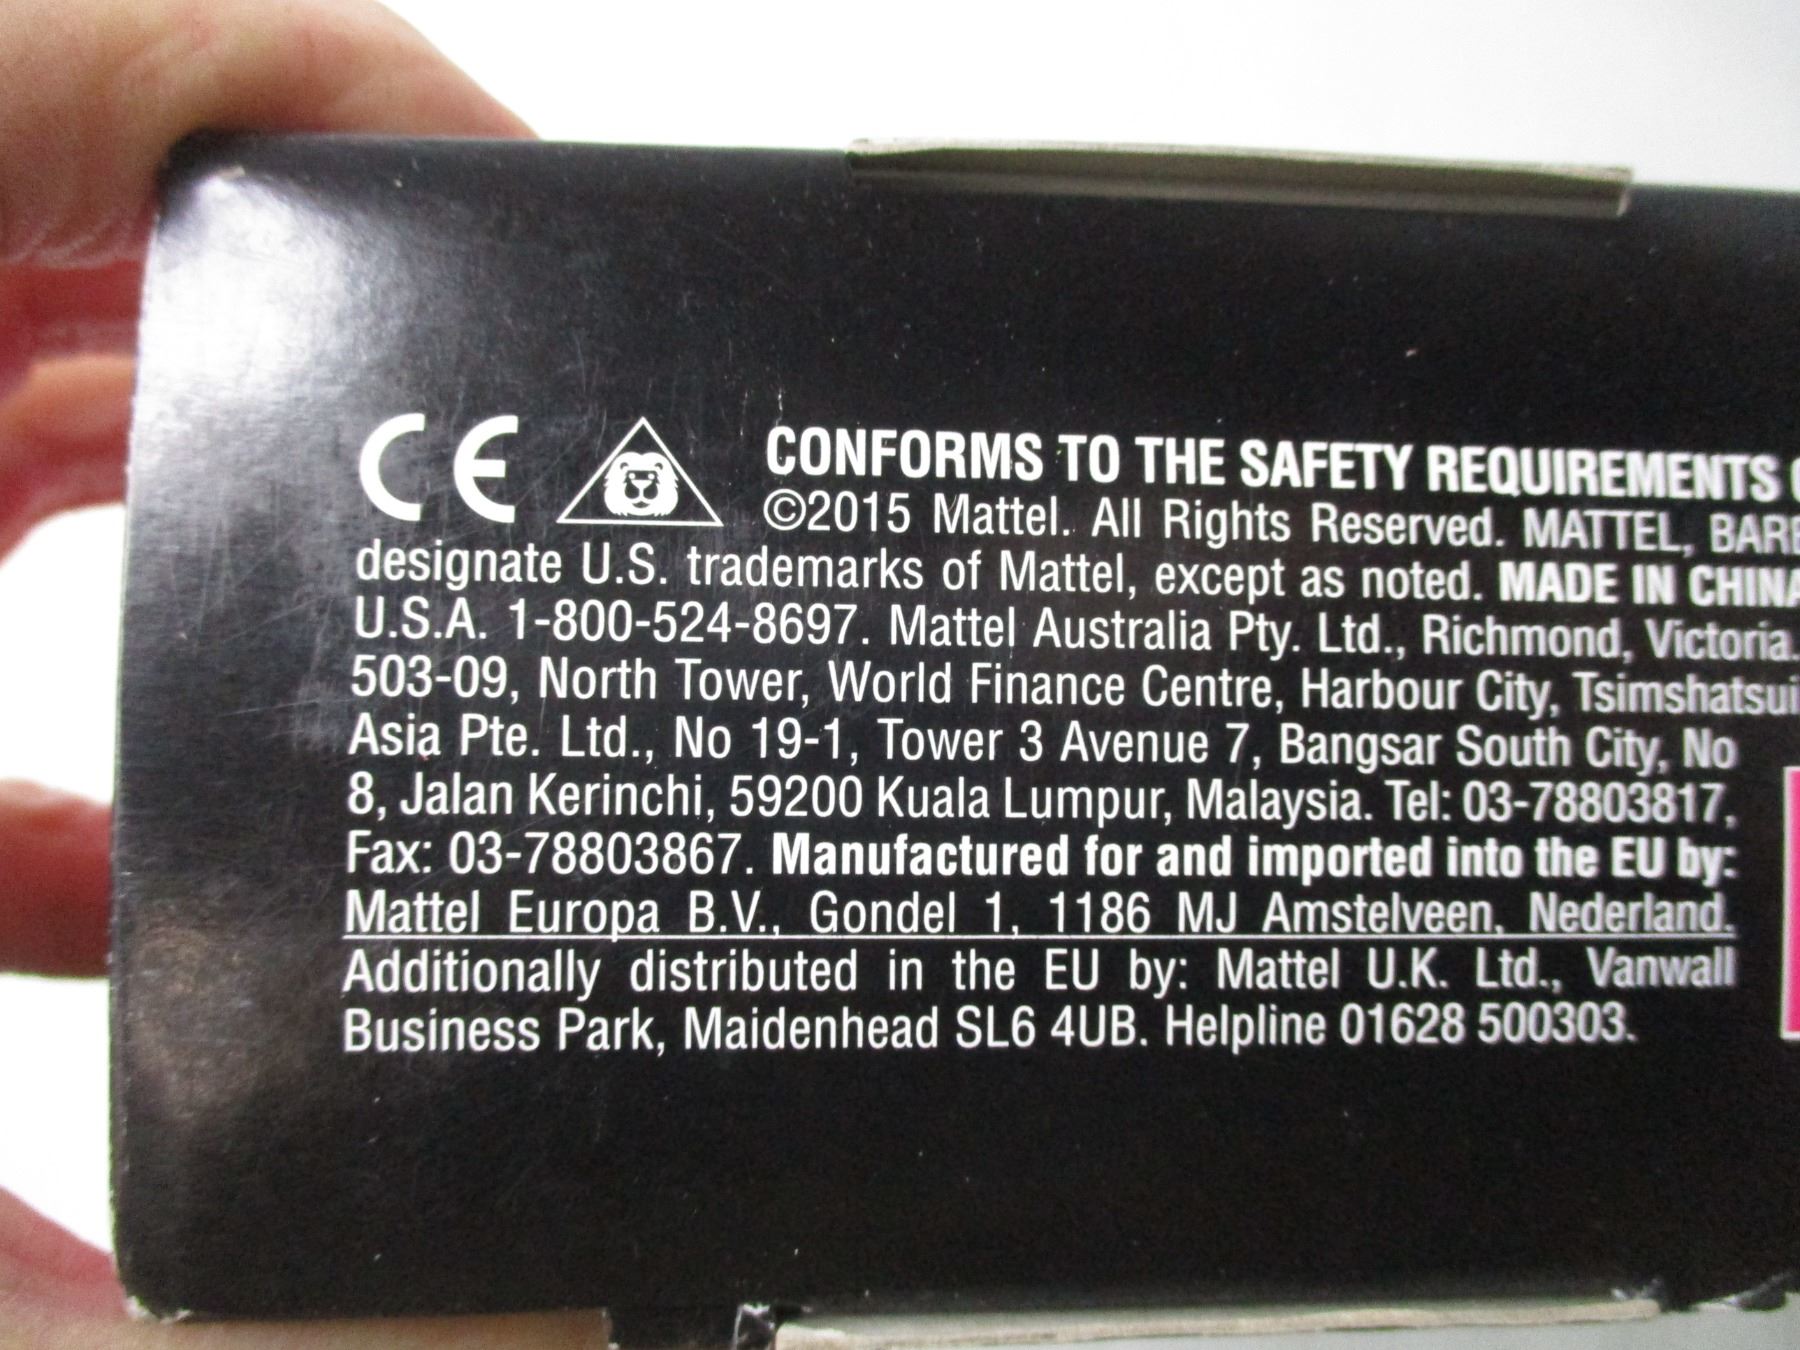 CE CONFORMS TO THE SAFETY REQUIREMENTS
©2015 Mattel. All Rights Reserved. MATTEL,
designate U.S. trademarks of Mattel, except as noted. MADE IN CHINA
U.S.A. 1-800-524-8697. Mattel Australia Pty. Ltd., Richmond, Victoria.
503-09, North Tower, World Finance Centre, Harbour City, Tsimshatsui
Asia Pte. Ltd., No 19-1, Tower 3 Avenue 7, Bangsar South City, No
8, Jalan Kerinchi, 59200 Kuala Lumpur, Malaysia. Tel: 03-78803817,
Fax: 03-78803867. Manufactured for and imported into the EU by:
Mattel Europa B.V., Gondel 1, 1186 MJ Amstelveen, Nederland.
Additionally distributed in the EU by: Mattel U.K. Ltd., Vanwall
Business Park, Maidenhead SL6 4UB. Helpline 01628 500303.